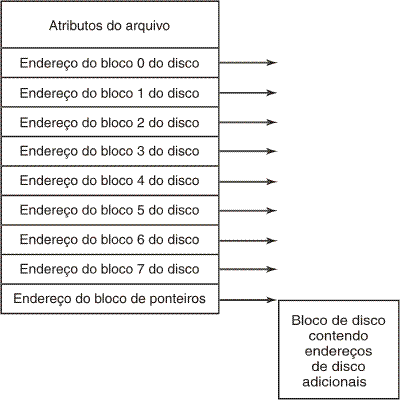 Atributos do arquivo
Endereço do bloco 0 do disco
Endereço do bloco 1 do disco
Endereço do bloco 2 do disco
Endereço do bloco 3 do disco
Endereço do bloco 4 do disco
Endereço do bloco 5 do disco
Endereço do bloco 6 do disco
Endereço do bloco 7 do disco
Endereço do bloco de ponteiros
Bloco de disco
contendo
endereços
de disco
adicionais